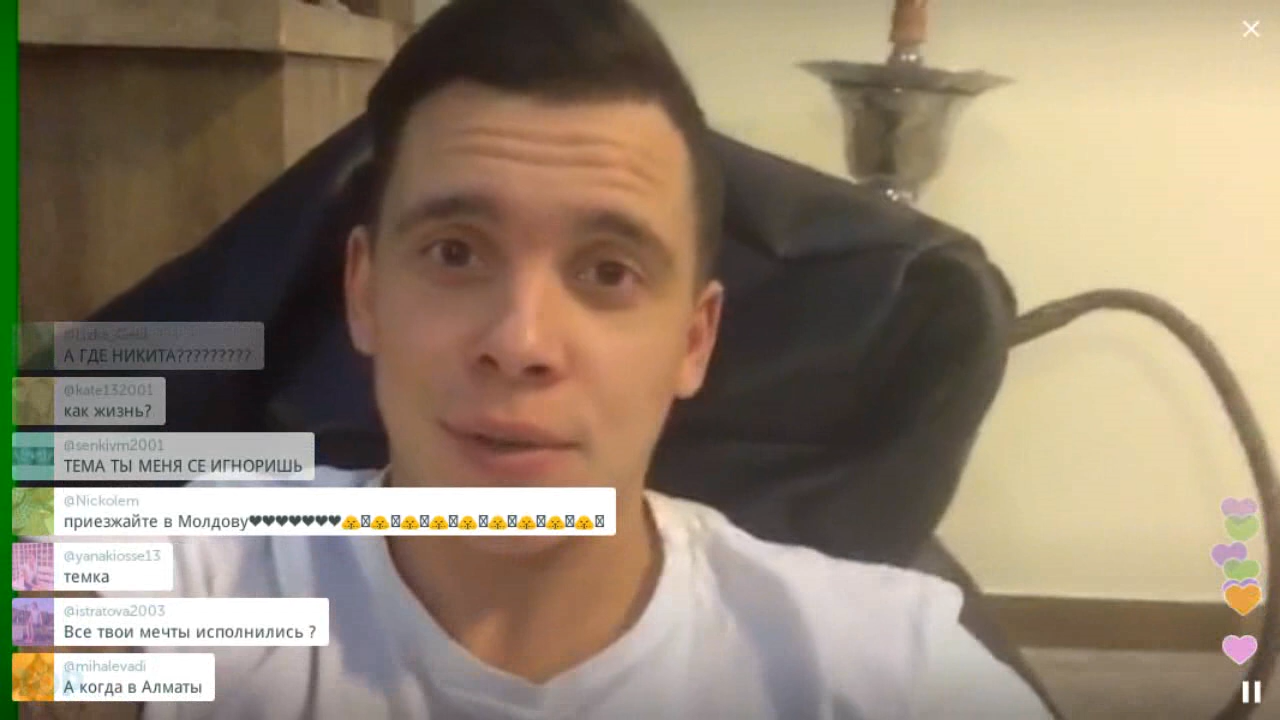 А ГДЕ НИКИТА?????????
@kate132001
как жизнь?
@senkivm2001
ТЕМА ТЫ МЕНЯ СЕ ИГНОРИШЬ
@Nickolem
приезжайте в Молдову♥♥♥♥♥♥♥
@yanakiosse13
темка
@istratova2003
Все твои мечты исполнились ?
@mihalevadi
А когда в Алматы